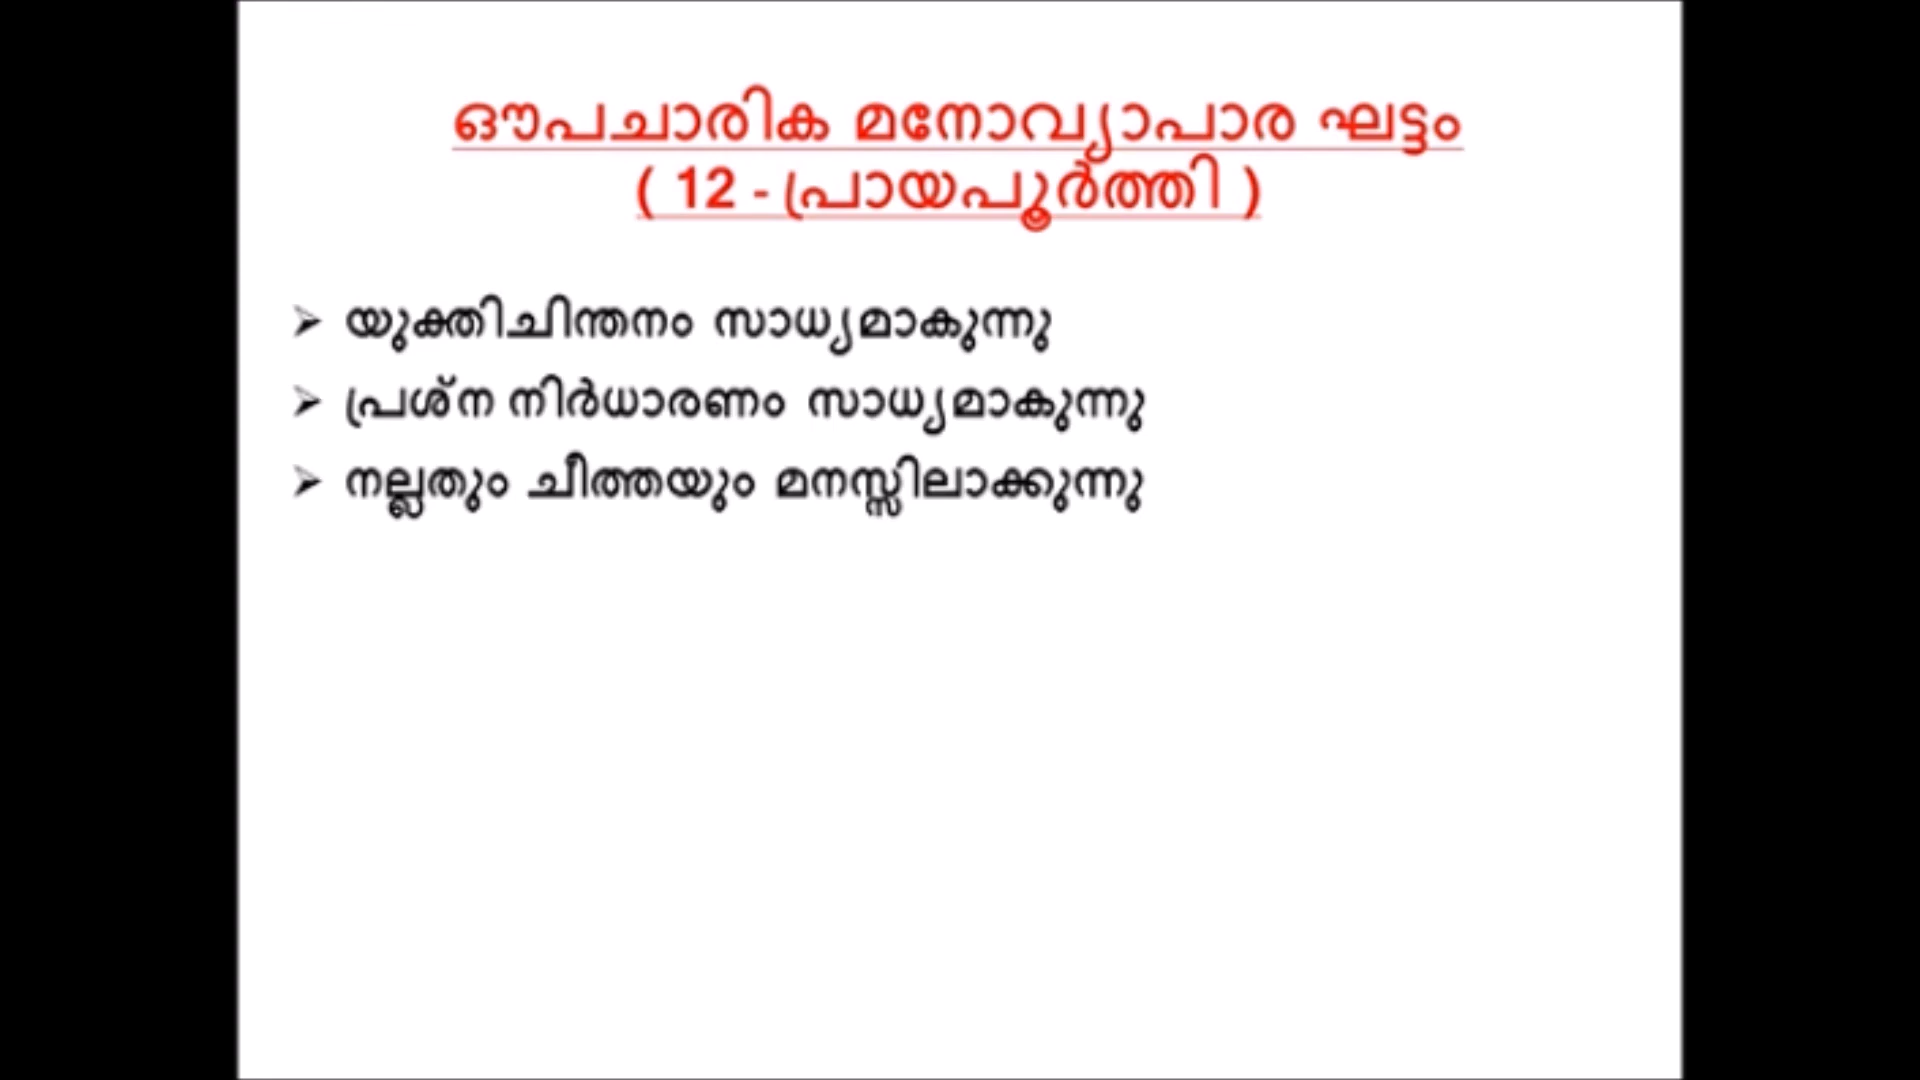 ഔപചാരിക മനോവ്യാപാര ഘട്ടം
( 12 - പ്രായപൂർത്തി )
➢ യുക്തിചിന്തനം സാധ്യമാകുന്നു
➢ പ്രശ്ന നിർധാരണം സാധ്യമാകുന്നു
➢ നല്ലതും ചീത്തയും മനസ്സിലാക്കുന്നു